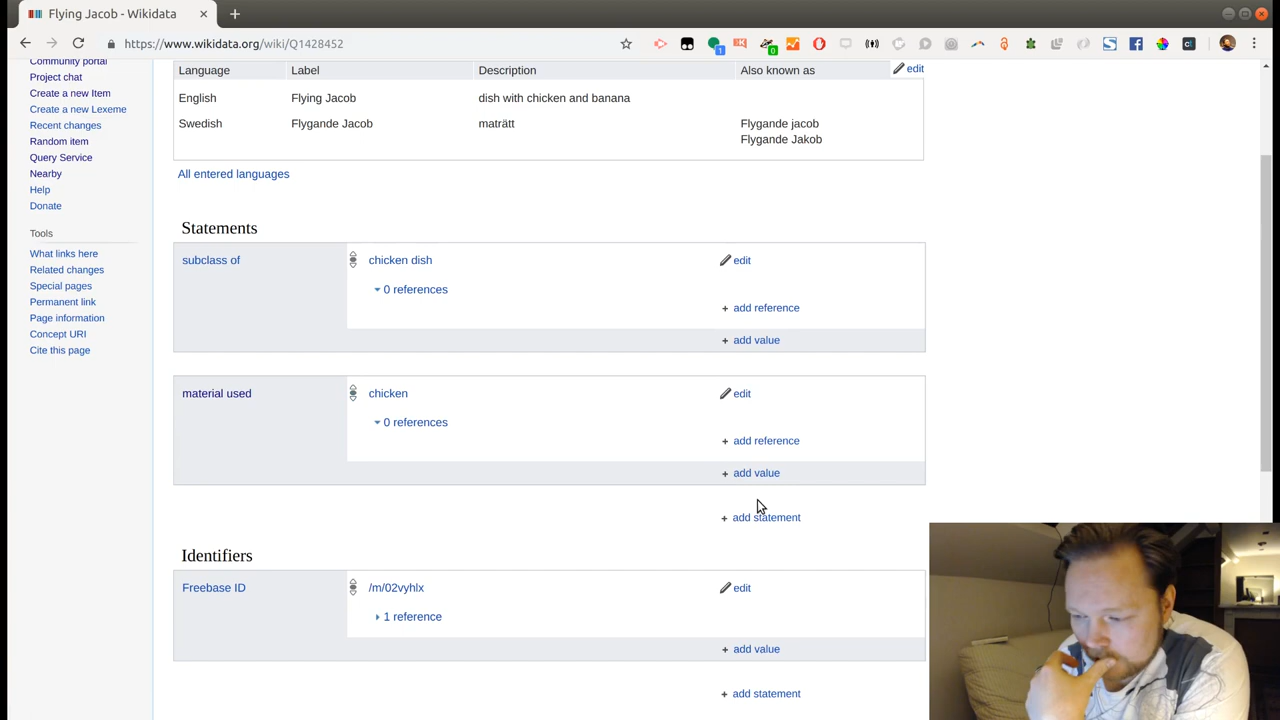 Flying Jacob - Wikidata
https://www.wikidata.org/wiki/Q1428452
1
0
Community portal
Project chat
Create a new Item
Create a new Lexeme
Recent changes
Random item
Query Service
Nearby
Help
Donate
Tools
What links here
Related changes
Special pages
Permanent link
Page information
Concept URI
Cite this page
Language Label Description Also known as edit
English Flying Jacob dish with chicken and banana
Swedish Flygande Jacob maträtt Flygande jacob
Flygande Jakob
All entered languages
Statements
subclass of chicken dish edit
0 references
+ add reference
+ add value
material used chicken edit
0 references
+ add reference
+ add value
+ add statement
Identifiers
Freebase ID /m/02vyhlx edit
1 reference
+ add value
+ add statement